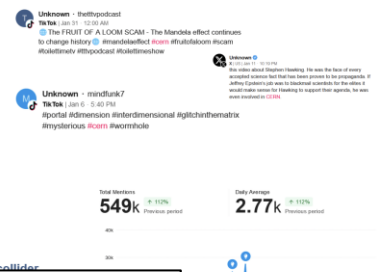 Unknown · thetttvpodcast
TikTok | Jan 31 · 12:00 AM
🌐 The FRUIT OF A LOOM SCAM - The Mandela effect continues
to change history🌐 #mandelaeffect #cern #fruitofaloom #scam
#toilettimetv #tttvpodcast #toilettimeshow
Unknown
this video about Stephen Hawking. He was the face of every
accepted science fact that has been proven to be propaganda. If
Jeffrey Epstein's job was to blackmail scientists for the elites it
would make sense for Hawking to support their agenda, he was
even involved in CERN.
M
Unknown · mindfunk7
TikTok | Jan 6 · 5:40 PM
#portal #dimension #interdimensional #glitchinthematrix
#mysterious #cern #wormhole
Total Mentions
549k ↑ 112% Previous period
Daily Average
2.77k ↑ 112% Previous period
40k
30k
collider